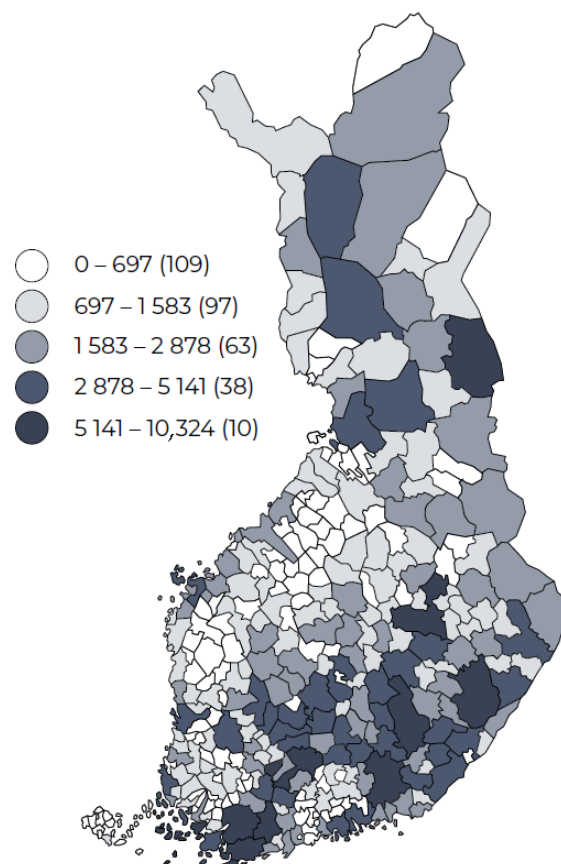 0 – 697 (109)
697 – 1 583 (97)
1 583 – 2 878 (63)
2 878 – 5 141 (38)
5 141 – 10,324 (10)